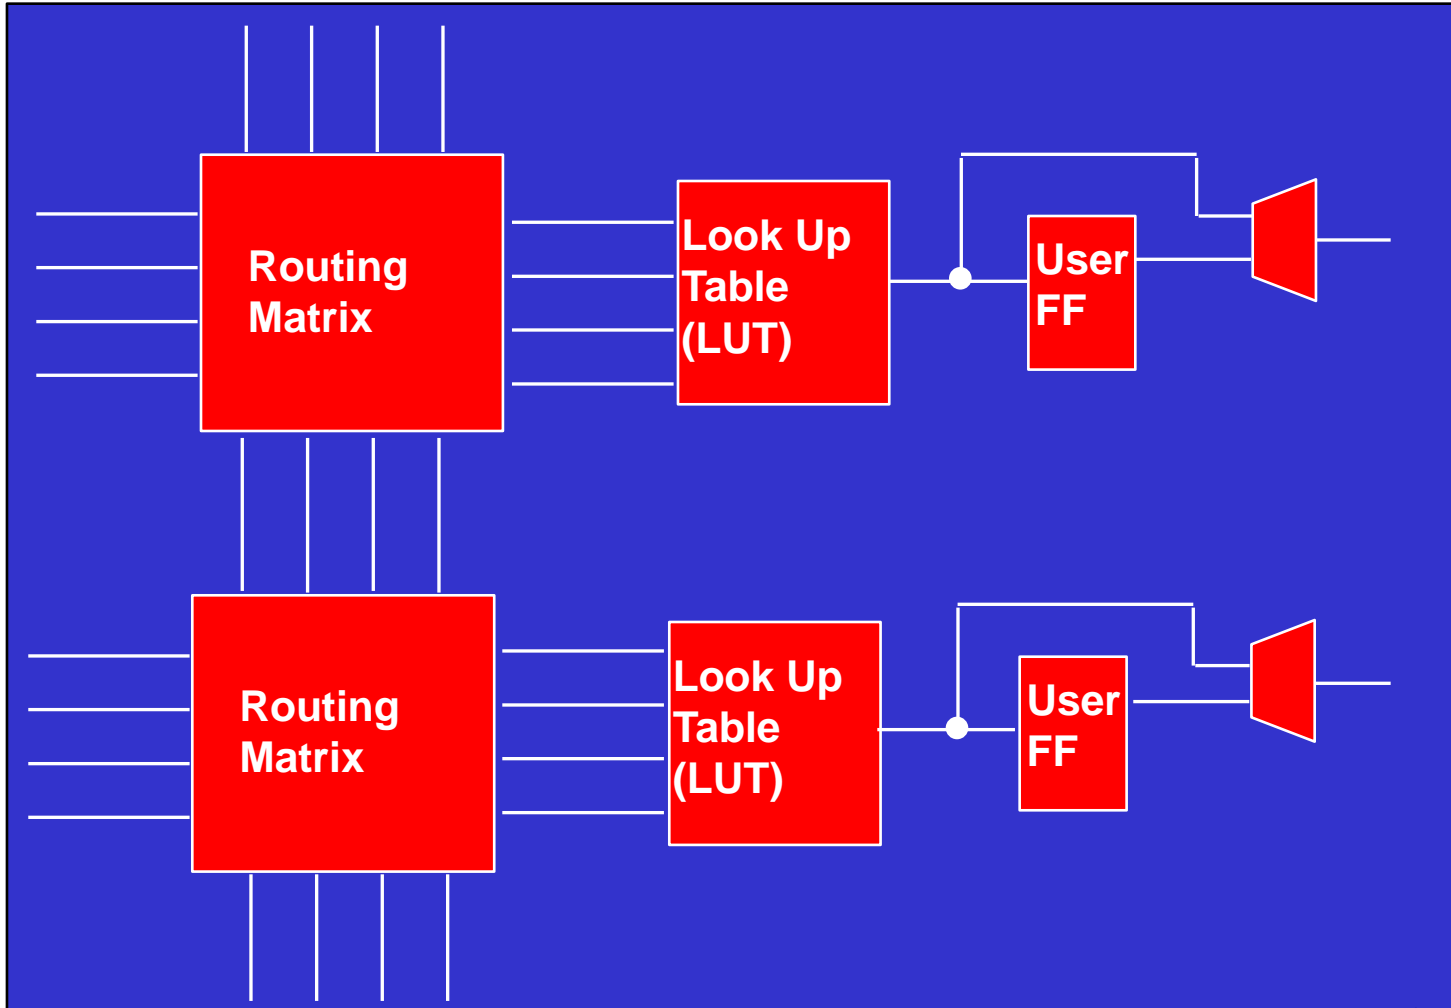 Routing
Matrix
Look Up
Table
(LUT)
User
FF
Routing
Matrix
Look Up
Table
(LUT)
User
FF